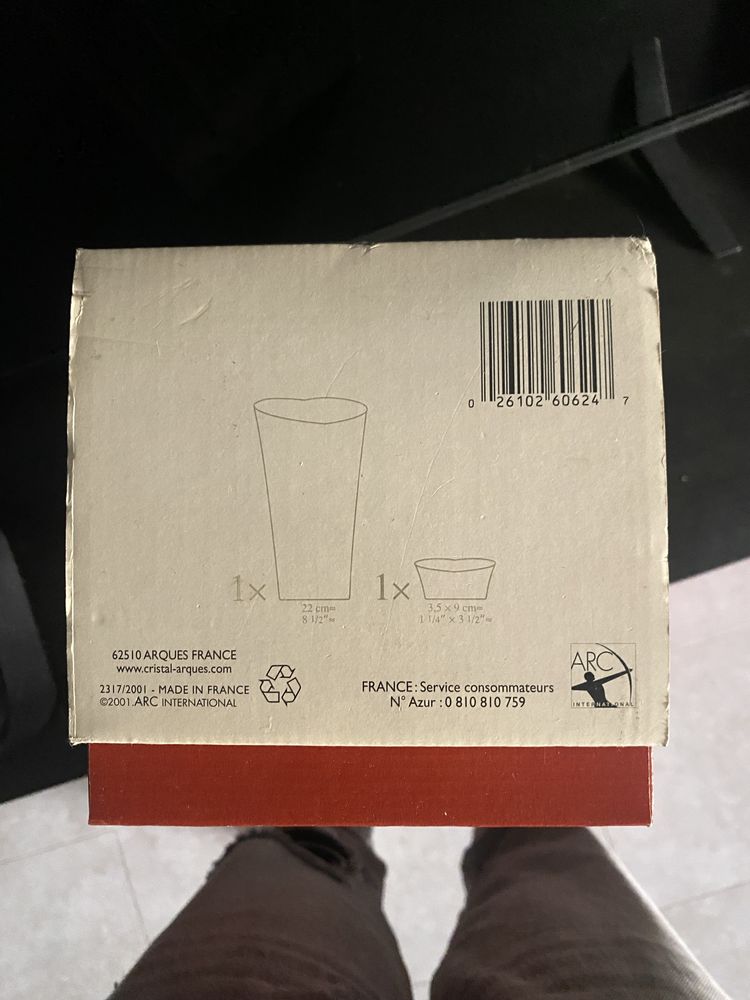 0 26102 60624 7
1x
22 cm≈
8 1/2"≈
1x
3,5 x 9 cm≈
1 1/4" x 3 1/2"≈
62510 ARQUES FRANCE
www.cristal-arques.com
2317/2001 - MADE IN FRANCE
©2001.ARC INTERNATIONAL
FRANCE : Service consommateurs
N° Azur : 0 810 810 759
ARC
INTERNATIONAL